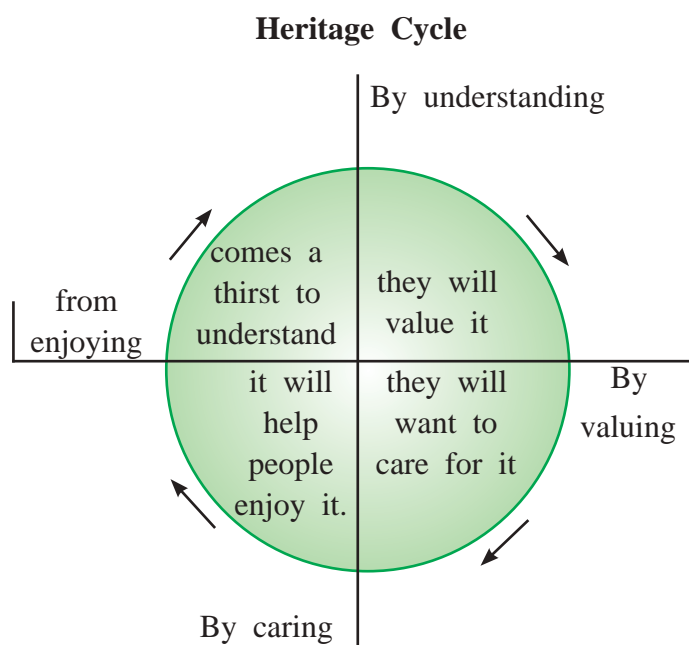 Heritage Cycle
By understanding
they will
value it
By
valuing
they will
want to
care for it
By caring
it will
help
people
enjoy it.
from
enjoying
comes a
thirst to
understand